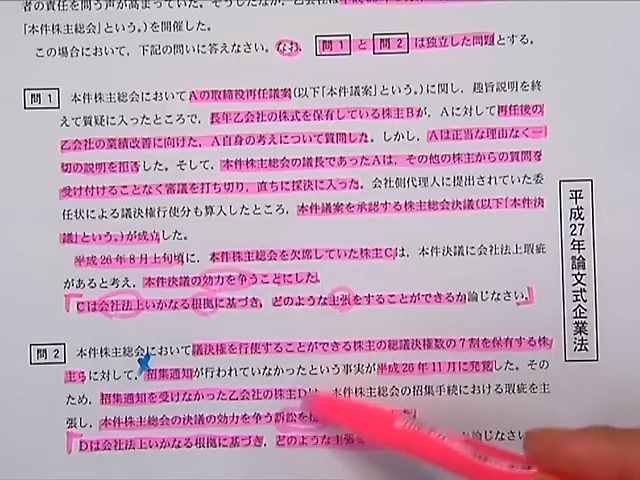 者の責任を問う声が高まっていた。そうしたなか、乙会社は
「本件株主総会」という。)を開催した。
この場合において、下記の問いに答えなさい。なお、問1と問2は独立した問題とする。
問1 本件株主総会においてAの取締役再任議案(以下「本件議案」という。)に関し、趣旨説明を終
えて質疑に入ったところで、長年乙会社の株式を保有している株主Bが、Aに対して再任後の
乙会社の業績改善に向けた、A自身の考えについて質問した。しかし、Aは正当な理由なく一
切の説明を拒否した。そして、本件株主総会の議長であったAは、その他の株主からの質問を
受け付けることなく審議を打ち切り、直ちに採決に入った。会社側代理人に提出されていた委
任状による議決権行使分も算入したところ、本件議案を承認する株主総会決議(以下「本件決
議」という。)が成立した。
平成26年8月上旬頃に、本件株主総会を欠席していた株主Cは、本件決議に会社法上瑕疵
があると考え、本件決議の効力を争うことにした。
「Cは会社法上いかなる根拠に基づき、どのような主張をすることができるか論じなさい。」
問2 本件株主総会において議決権を行使することができる株主の総議決権数の7割を保有する株
主らに対して、招集通知が行われていなかったという事実が平成26年11月に発覚した。その
ため、招集通知を受けなかった乙会社の株主Dは、本件株主総会の招集手続における瑕疵を主
張し、本件株主総会の決議の効力を争う訴訟を
「Dは会社法上いかなる根拠に基づき、どのような主張 論じなさい
平成27年論文式企業法